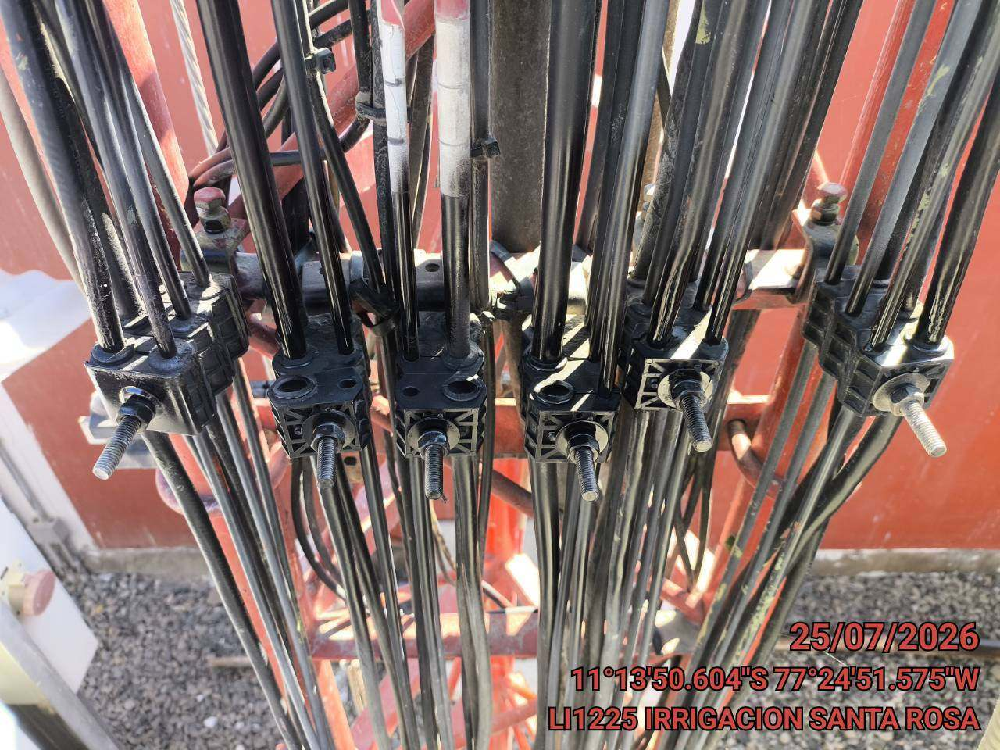 25/07/2026
11°13'50.604"S 77°24'51.575"W
LI1225 IRRIGACION SANTA ROSA